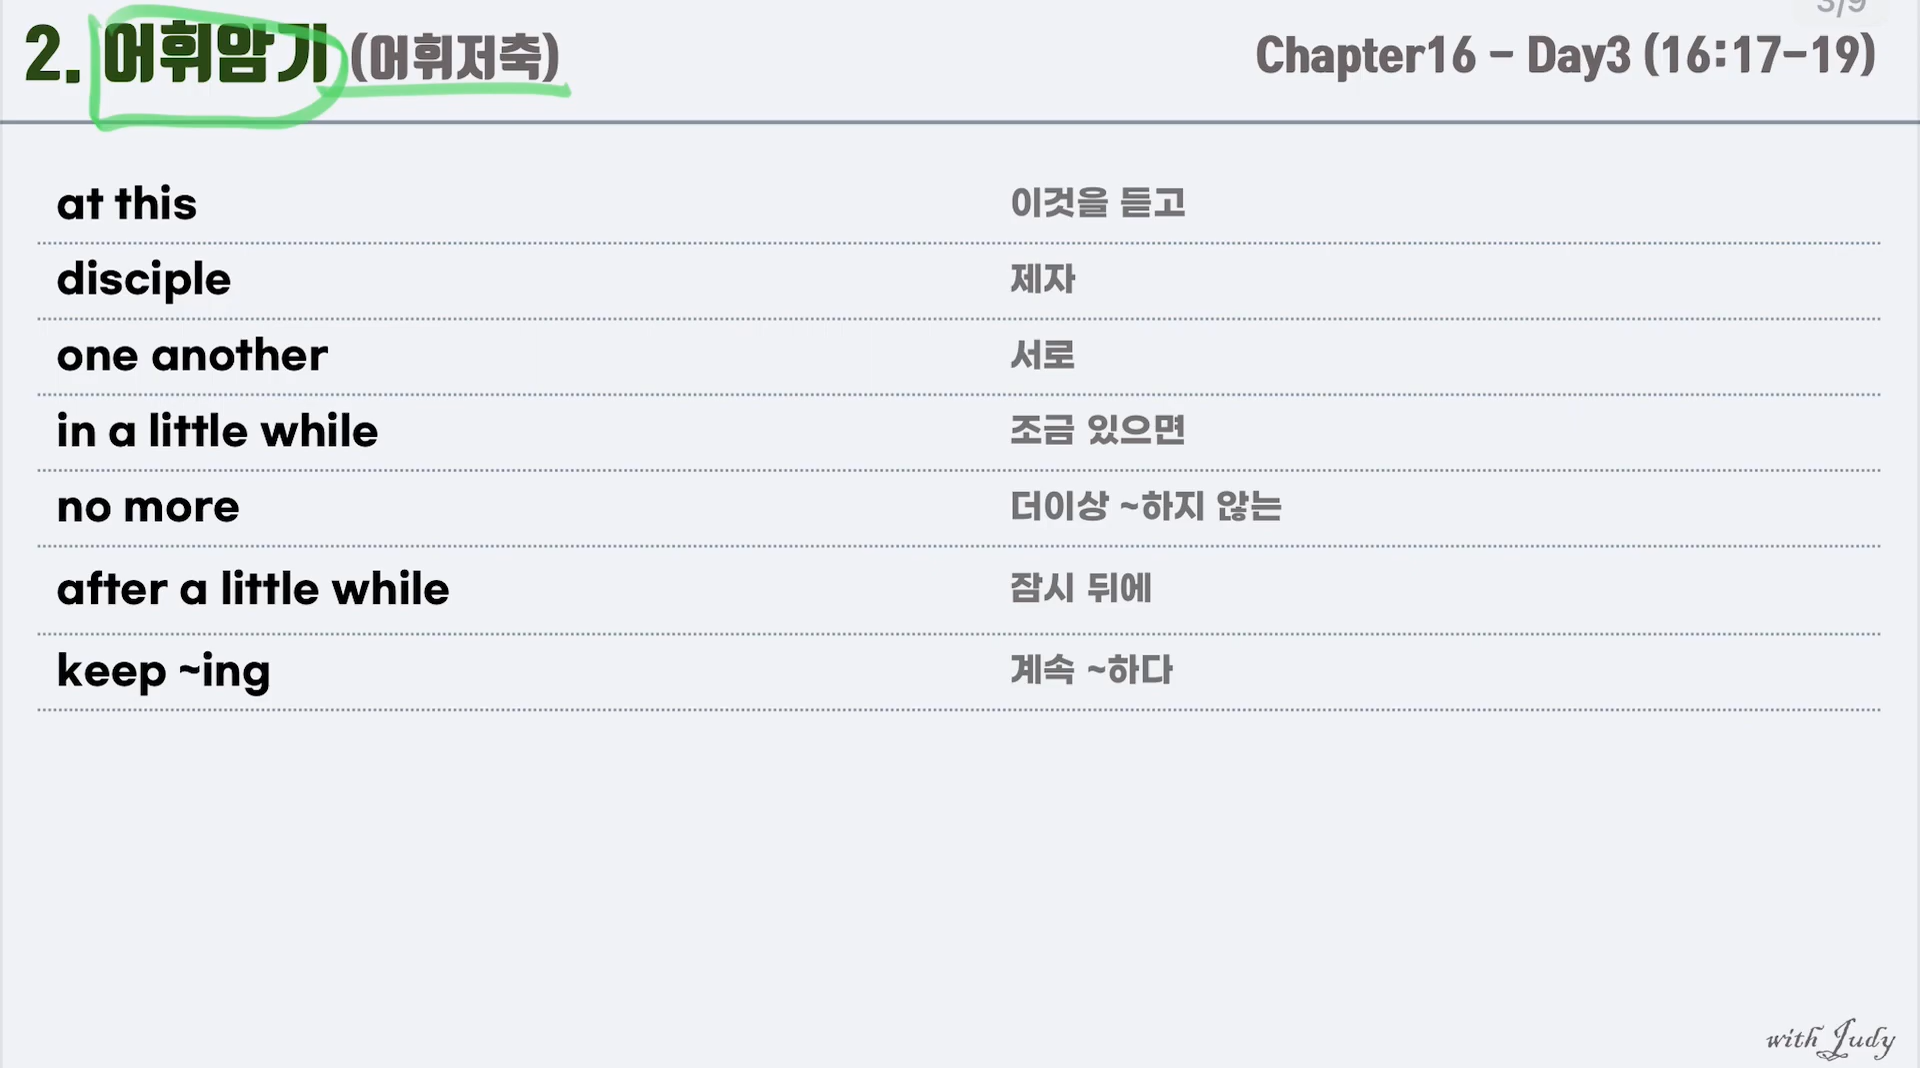 3/9
2. 어휘암기 (어휘저축) Chapter16 - Day3 (16:17-19)
at this 이것을 듣고
disciple 제자
one another 서로
in a little while 조금 있으면
no more 더이상 ~하지 않는
after a little while 잠시 뒤에
keep ~ing 계속 ~하다
with Judy